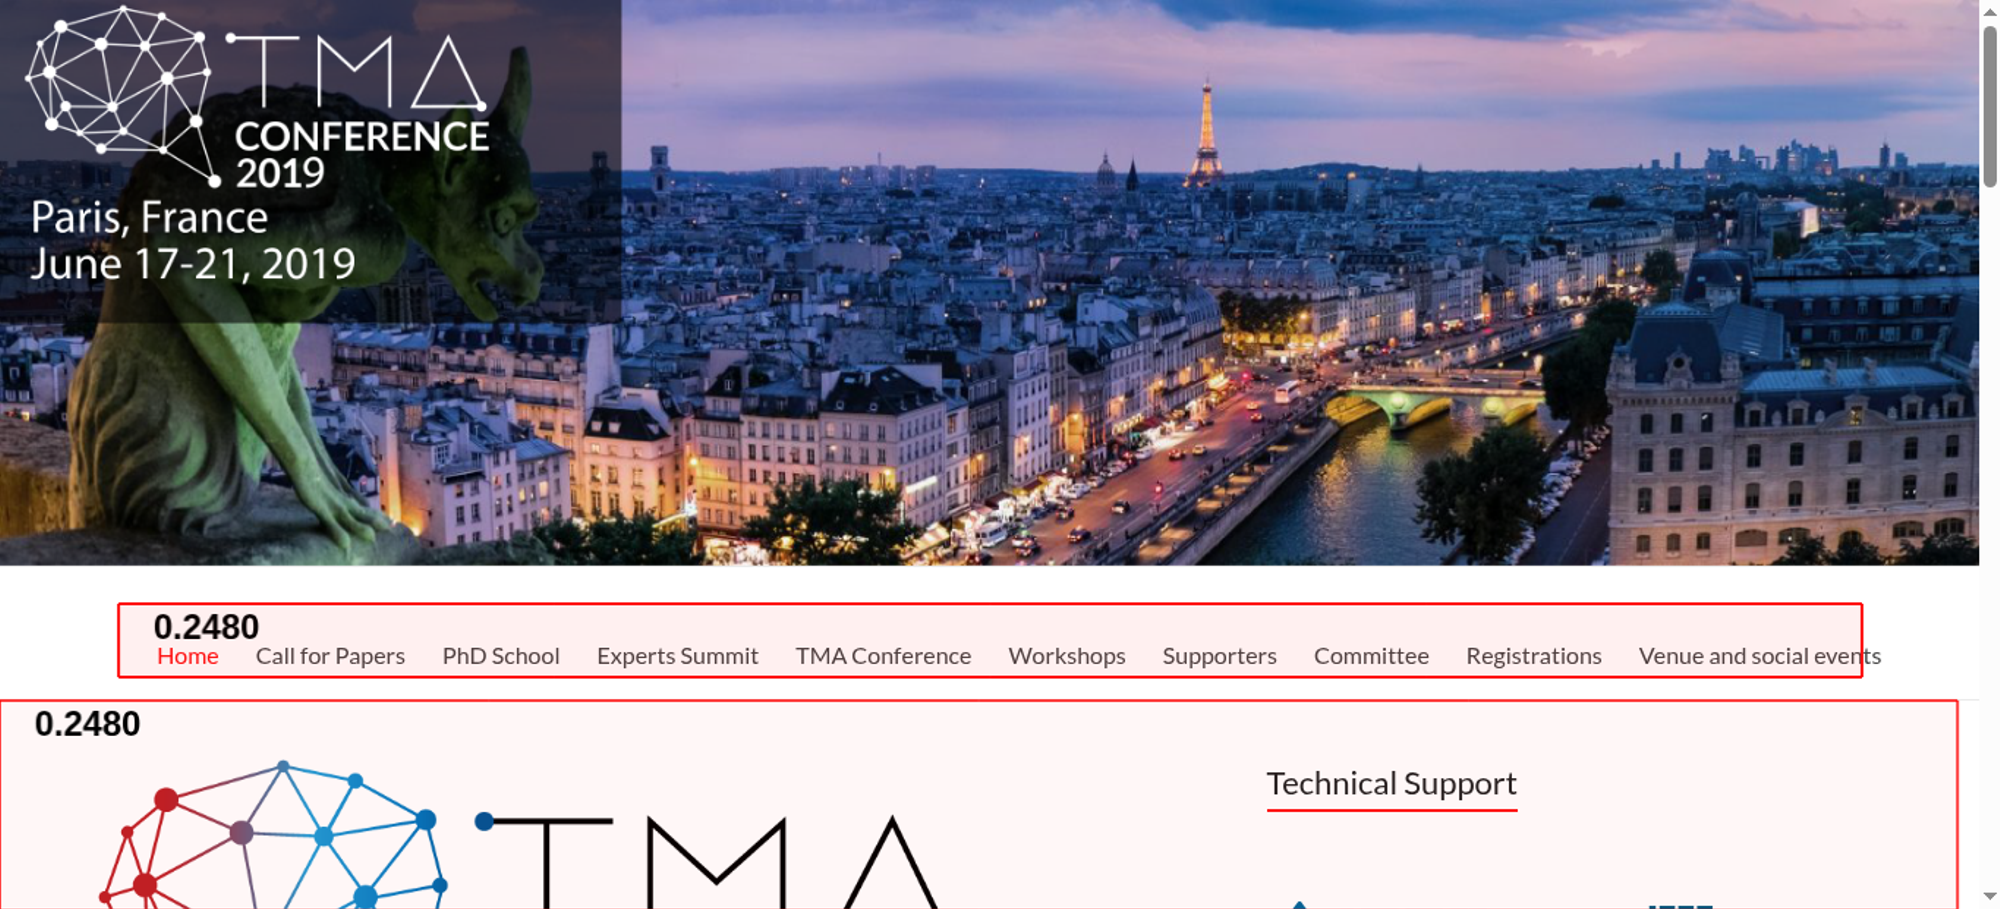 TMA
CONFERENCE
2019
Paris, France
June 17-21, 2019
0.2480
Home Call for Papers PhD School Experts Summit TMA Conference Workshops Supporters Committee Registrations Venue and social events
0.2480
Technical Support
TMA